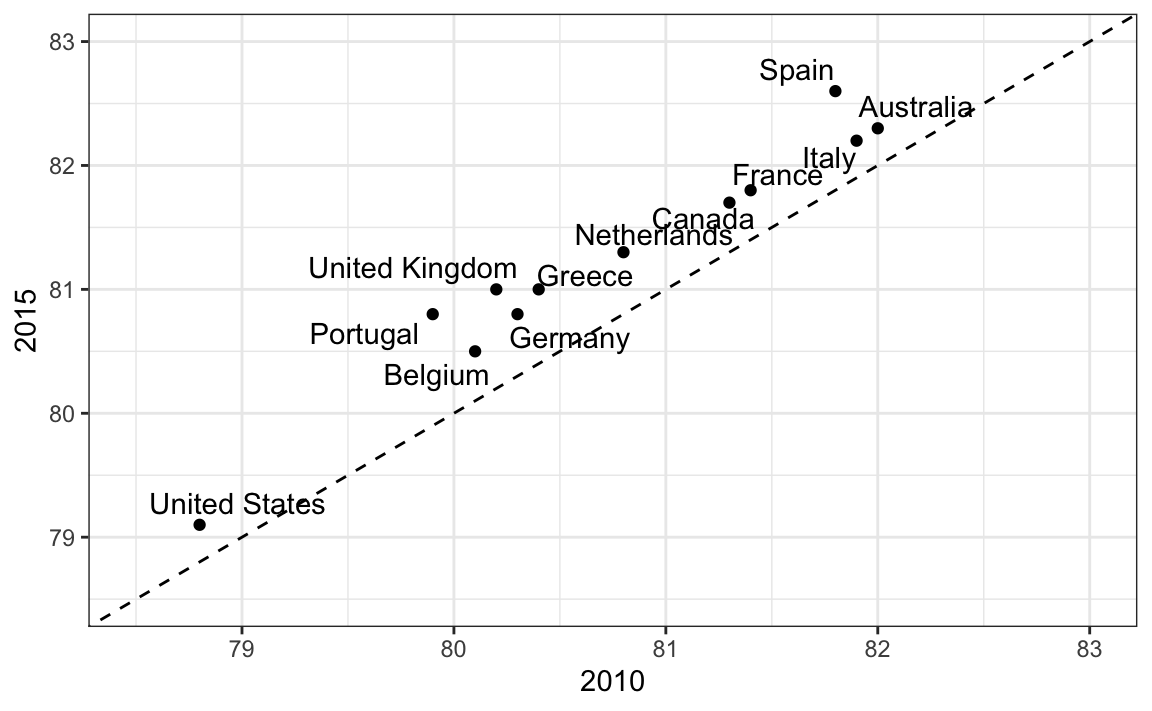 83
Spain
Australia
82
Italy
France
Canada
Netherlands
United Kingdom
Greece
81
Portugal
Germany
Belgium
80
United States
79
2015
79 80 81 82 83
2010